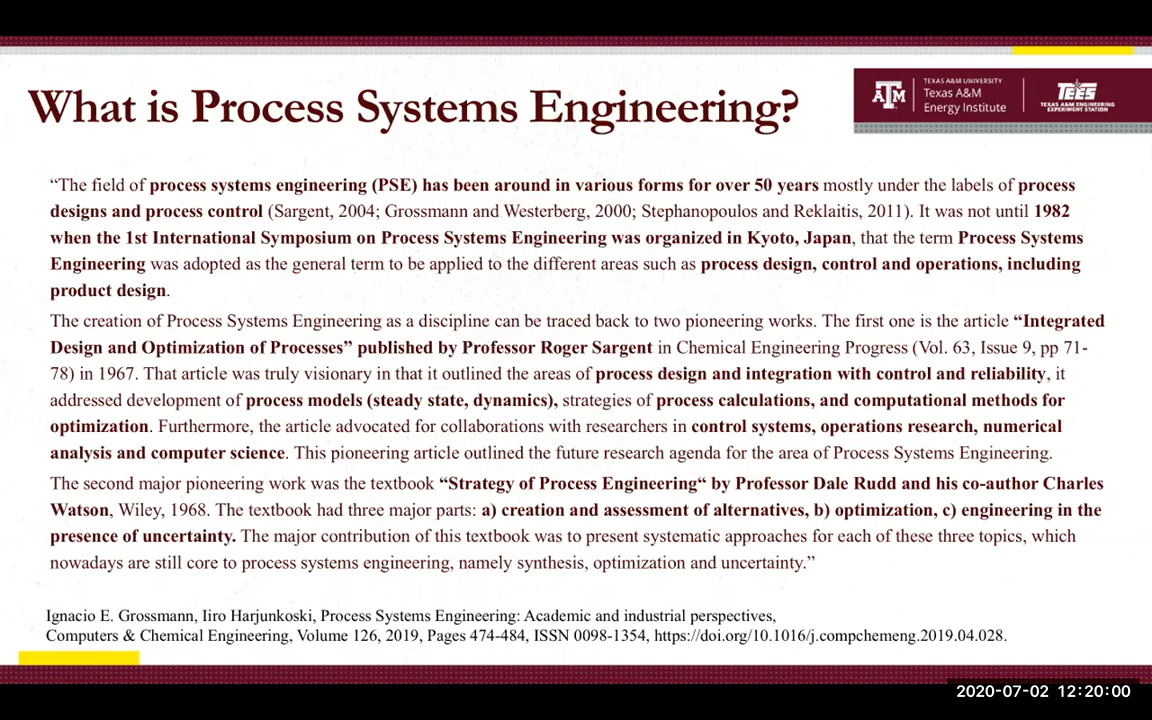 What is Process Systems Engineering?
TEXAS A&M UNIVERSITY
Texas A&M
Energy Institute
TEES
TEXAS A&M ENGINEERING
EXPERIMENT STATION
“The field of process systems engineering (PSE) has been around in various forms for over 50 years mostly under the labels of process
designs and process control (Sargent, 2004; Grossmann and Westerberg, 2000; Stephanopoulos and Reklaitis, 2011). It was not until 1982
when the 1st International Symposium on Process Systems Engineering was organized in Kyoto, Japan, that the term Process Systems
Engineering was adopted as the general term to be applied to the different areas such as process design, control and operations, including
product design.
The creation of Process Systems Engineering as a discipline can be traced back to two pioneering works. The first one is the article “Integrated
Design and Optimization of Processes” published by Professor Roger Sargent in Chemical Engineering Progress (Vol. 63, Issue 9, pp 71-
78) in 1967. That article was truly visionary in that it outlined the areas of process design and integration with control and reliability, it
addressed development of process models (steady state, dynamics), strategies of process calculations, and computational methods for
optimization. Furthermore, the article advocated for collaborations with researchers in control systems, operations research, numerical
analysis and computer science. This pioneering article outlined the future research agenda for the area of Process Systems Engineering.
The second major pioneering work was the textbook “Strategy of Process Engineering“ by Professor Dale Rudd and his co-author Charles
Watson, Wiley, 1968. The textbook had three major parts: a) creation and assessment of alternatives, b) optimization, c) engineering in the
presence of uncertainty. The major contribution of this textbook was to present systematic approaches for each of these three topics, which
nowadays are still core to process systems engineering, namely synthesis, optimization and uncertainty.”
Ignacio E. Grossmann, Iiro Harjunkoski, Process Systems Engineering: Academic and industrial perspectives,
Computers & Chemical Engineering, Volume 126, 2019, Pages 474-484, ISSN 0098-1354, https://doi.org/10.1016/j.compchemeng.2019.04.028.
2020-07-02 12:20:00